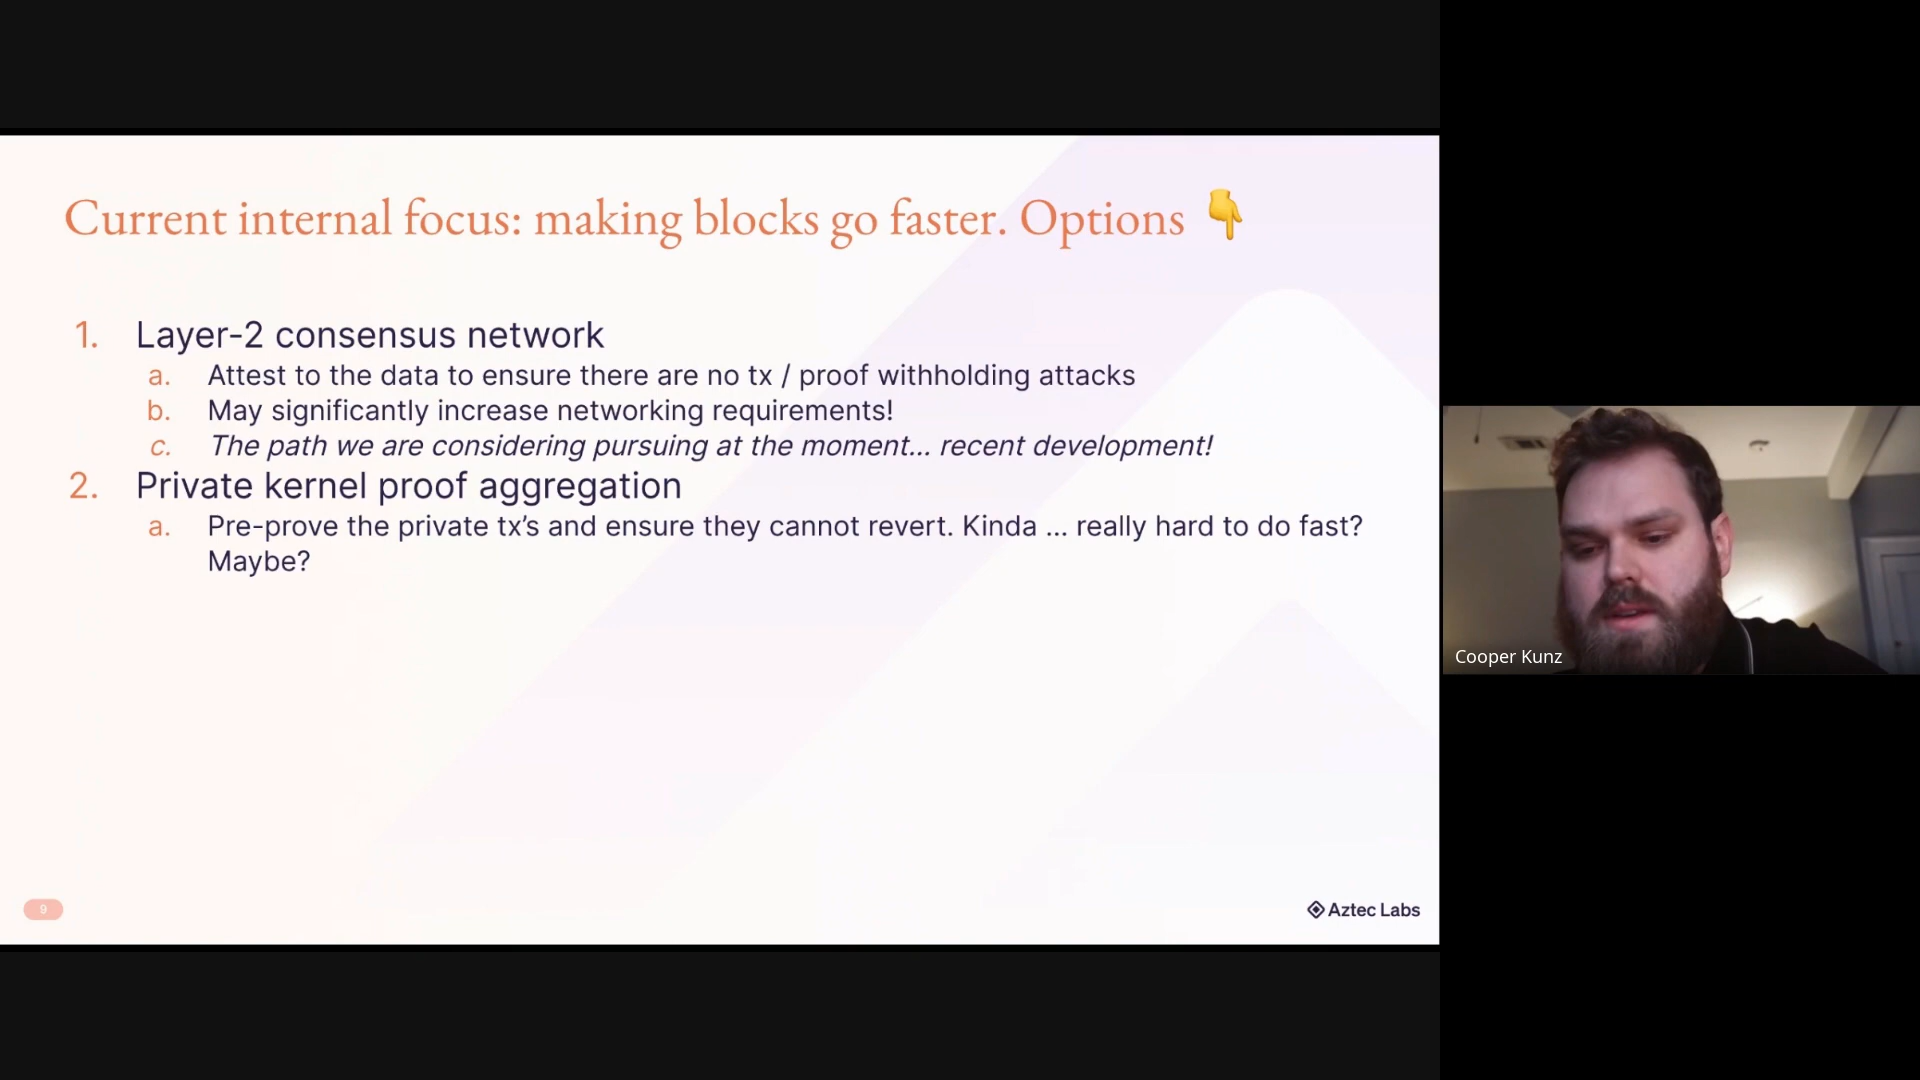 Current internal focus: making blocks go faster. Options 👇
1. Layer-2 consensus network
a. Attest to the data to ensure there are no tx / proof withholding attacks
b. May significantly increase networking requirements!
c. The path we are considering pursuing at the moment... recent development!
2. Private kernel proof aggregation
a. Pre-prove the private tx’s and ensure they cannot revert. Kinda ... really hard to do fast?
Maybe?
9
Aztec Labs
Cooper Kunz